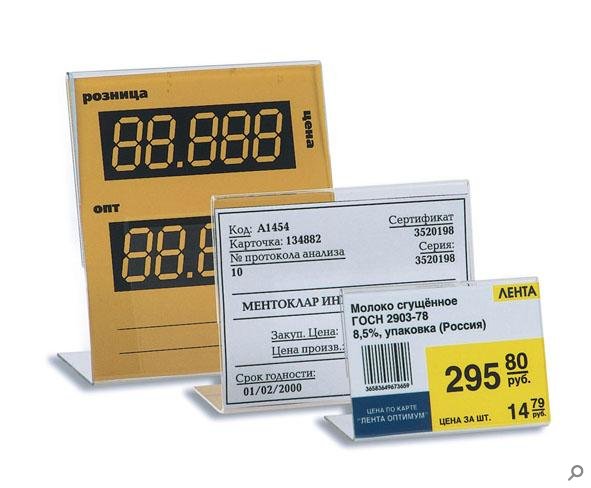 розница
цена
88.888
опт
88.8
Код: А1454
Карточка: 134882
№ протокола анализа
10
Сертификат
3520198
Серия:
3520198
МЕНТОКЛАР ИН
Закуп. Цена:
Цена произв.:
Срок годности:
01/02/2000
ЛЕНТА
Молоко сгущённое
ГОСН 2903-78
8,5%, упаковка (Россия)
36583649673659
295 80 руб.
ЦЕНА ПО КАРТЕ
"ЛЕНТА ОПТИМУМ"
ЦЕНА ЗА ШТ. 14 79 руб.